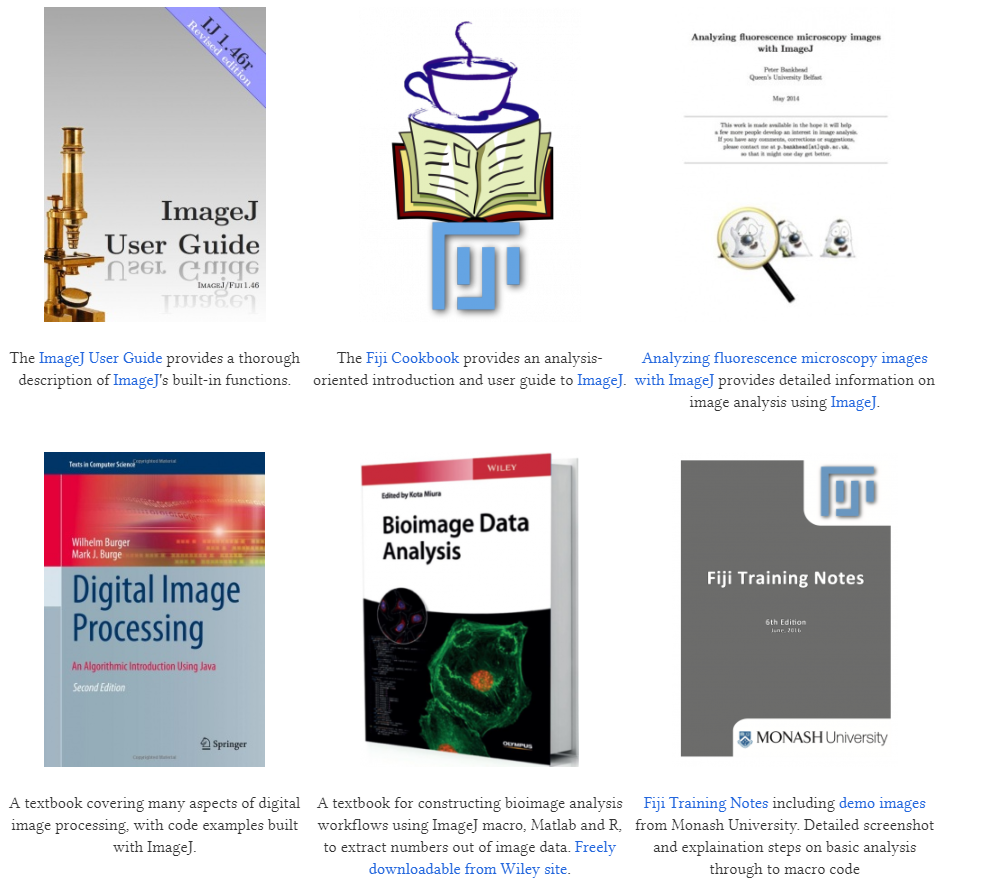 IJ 1.46r
Revised edition
ImageJ
User Guide
ImageJ/Fiji 1.46
The ImageJ User Guide provides a thorough
description of ImageJ's built-in functions.
The Fiji Cookbook provides an analysis-
oriented introduction and user guide to ImageJ.
Analyzing fluorescence microscopy images
with ImageJ
Peter Bankhead
Queen's University Belfast
May 2014
This work is made available in the hope it will help
a few more people develop an interest in image analysis.
If you have any comments, corrections or suggestions,
please contact me at p.bankhead[at]qub.ac.uk,
so that it might one day get better.
Analyzing fluorescence microscopy images
with ImageJ provides detailed information on
image analysis using ImageJ.
Texts in Computer Science
Copyrighted Material
Wilhelm Burger
Mark J. Burge
Digital Image
Processing
An Algorithmic Introduction Using Java
Second Edition
Springer
Copyrighted Material
A textbook covering many aspects of digital
image processing, with code examples built
with ImageJ.
WILEY
Edited by Kota Miura
Bioimage Data
Analysis
OLYMPUS
A textbook for constructing bioimage analysis
workflows using ImageJ macro, Matlab and R,
to extract numbers out of image data. Freely
downloadable from Wiley site.
Fiji Training Notes
6th Edition
June, 2016
MONASH University
Fiji Training Notes including demo images
from Monash University. Detailed screenshot
and explaination steps on basic analysis
through to macro code